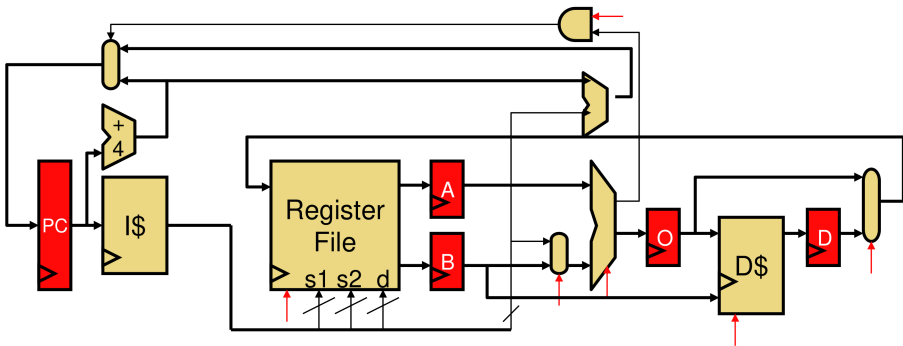 +
4
PC
I$
Register
File
s1 s2 d
A
B
O
D$
D